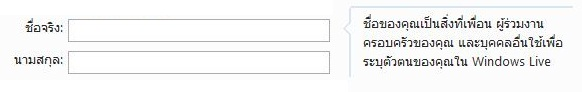 ชื่อจริง:
นามสกุล:
ชื่อของคุณเป็นสิ่งที่เพื่อน ผู้ร่วมงาน
ครอบครัวของคุณ และบุคคลอื่นใช้เพื่อ
ระบุตัวตนของคุณใน Windows Live